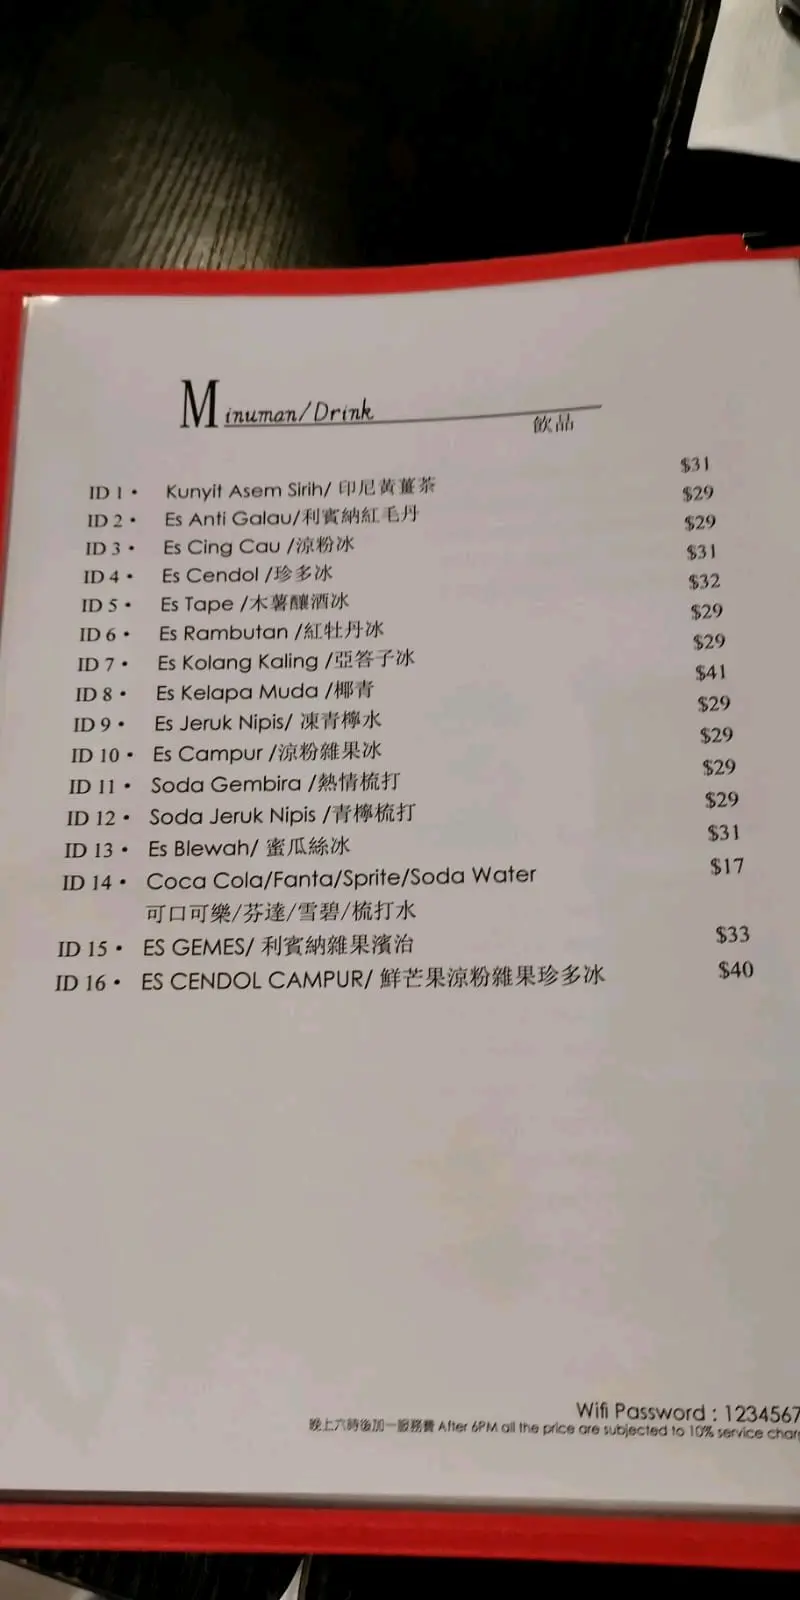 Minuman/Drink
飲品
ID 1 • Kunyit Asem Sirih/ 印尼黃薑茶 $31
ID 2 • Es Anti Galau/利賓納紅毛丹 $29
ID 3 • Es Cing Cau /涼粉冰 $29
ID 4 • Es Cendol /珍多冰 $31
ID 5 • Es Tape /木薯釀酒冰 $32
ID 6 • Es Rambutan /紅牡丹冰 $29
ID 7 • Es Kolang Kaling /亞答子冰 $29
ID 8 • Es Kelapa Muda /椰青 $41
ID 9 • Es Jeruk Nipis/ 凍青檸水 $29
ID 10 • Es Campur /涼粉雜果冰 $29
ID 11 • Soda Gembira /熱情梳打 $29
ID 12 • Soda Jeruk Nipis /青檸梳打 $29
ID 13 • Es Blewah/ 蜜瓜絲冰 $31
ID 14 • Coca Cola/Fanta/Sprite/Soda Water $17
可口可樂/芬達/雪碧/梳打水
ID 15 • ES GEMES/ 利賓納雜果濱治 $33
ID 16 • ES CENDOL CAMPUR/ 鮮芒果涼粉雜果珍多冰 $40
Wifi Password : 1234567
晚上六時後加一服務費 After 6PM all the price are subjected to 10% service